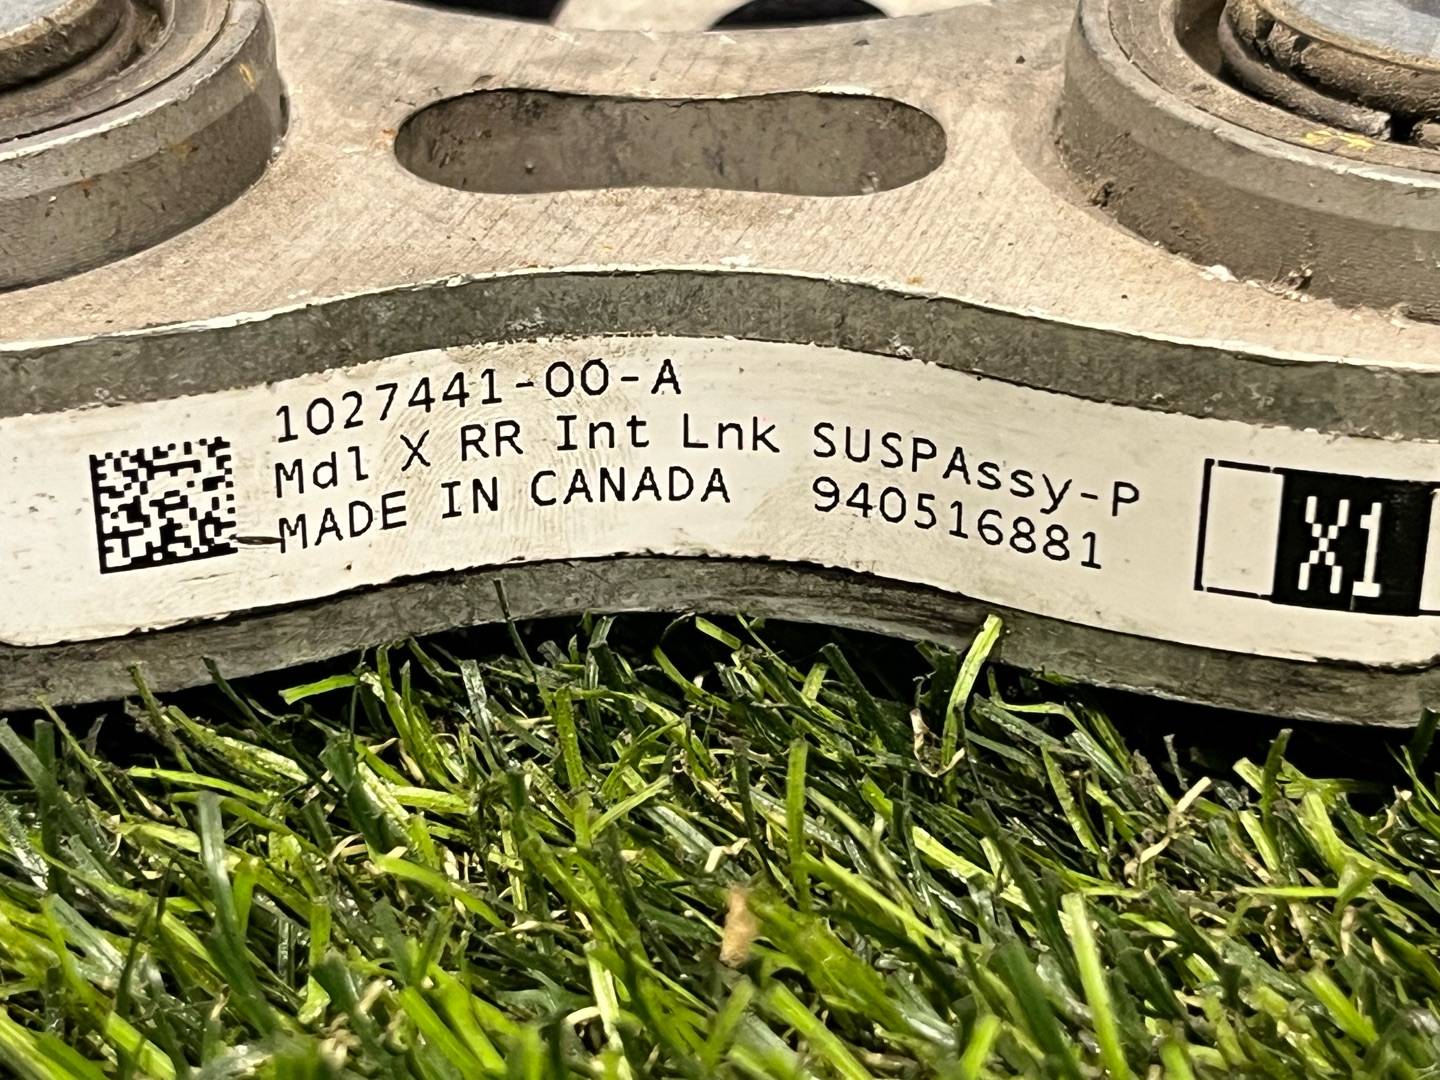 1027441-00-A
Mdl X RR Int Lnk SUSPAssy-P
MADE IN CANADA 940516881
X1